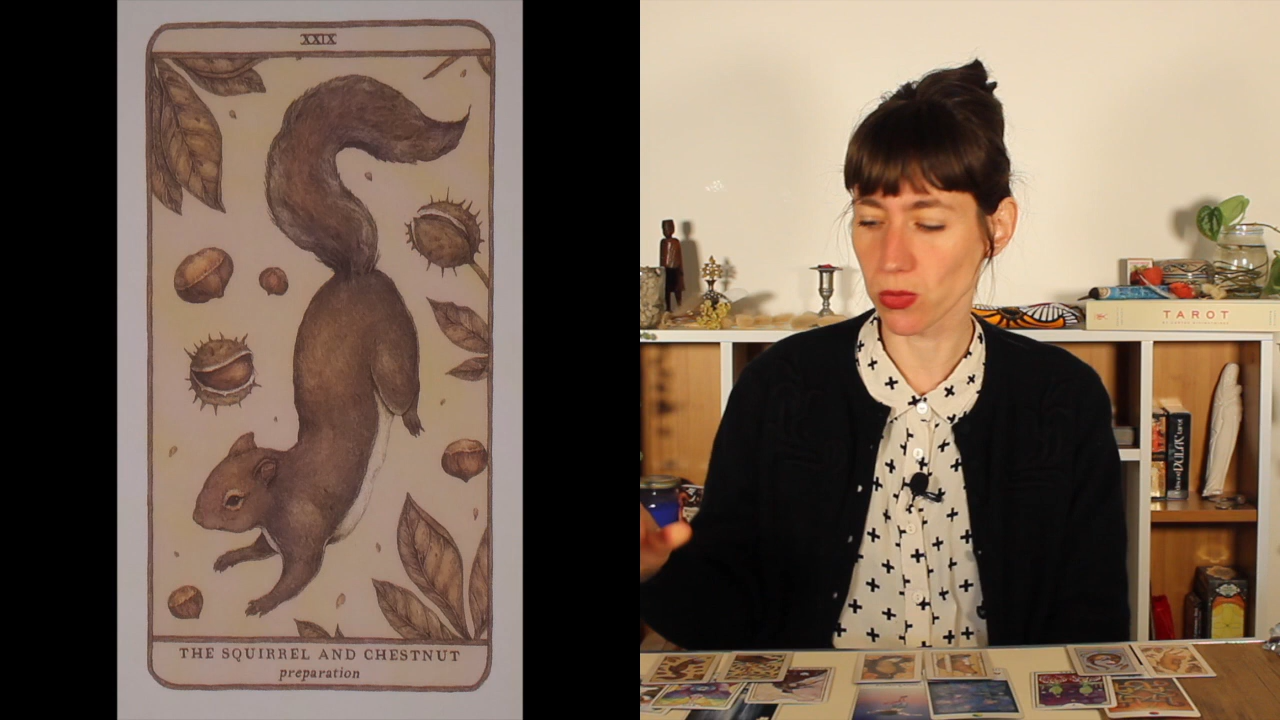 XXIX
THE SQUIRREL AND CHESTNUT
preparation
TAROT